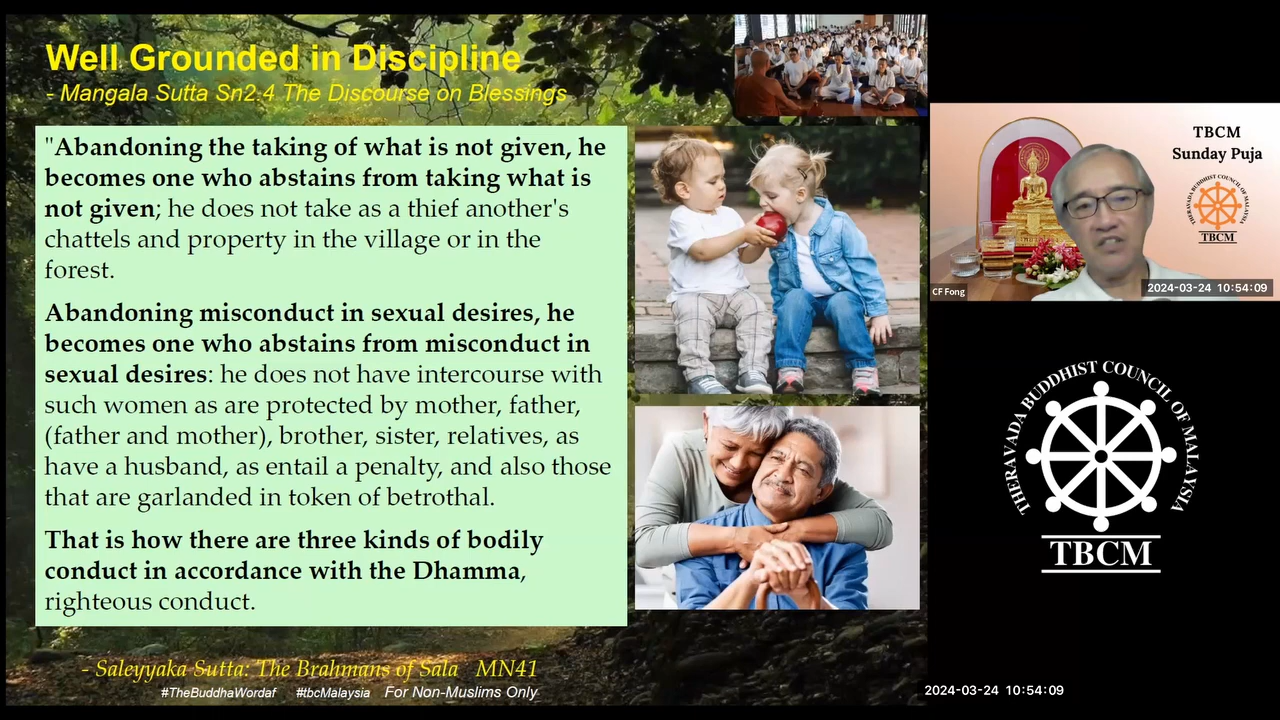 Well Grounded in Discipline
- Mangala Sutta Sn2.4 The Discourse on Blessings
"Abandoning the taking of what is not given, he
becomes one who abstains from taking what is
not given; he does not take as a thief another's
chattels and property in the village or in the
forest.
Abandoning misconduct in sexual desires, he
becomes one who abstains from misconduct in
sexual desires: he does not have intercourse with
such women as are protected by mother, father,
(father and mother), brother, sister, relatives, as
have a husband, as entail a penalty, and also those
that are garlanded in token of betrothal.
That is how there are three kinds of bodily
conduct in accordance with the Dhamma,
righteous conduct.
- Saleyyaka Sutta: The Brahmans of Sala MN41
#TheBuddhaWordaf #tbcMalaysia For Non-Muslims Only
TBCM
Sunday Puja
THERAVADA BUDDHIST COUNCIL OF MALAYSIA
TBCM
CF Fong
2024-03-24 10:54:09
THERAVADA BUDDHIST COUNCIL OF MALAYSIA
TBCM
2024-03-24 10:54:09